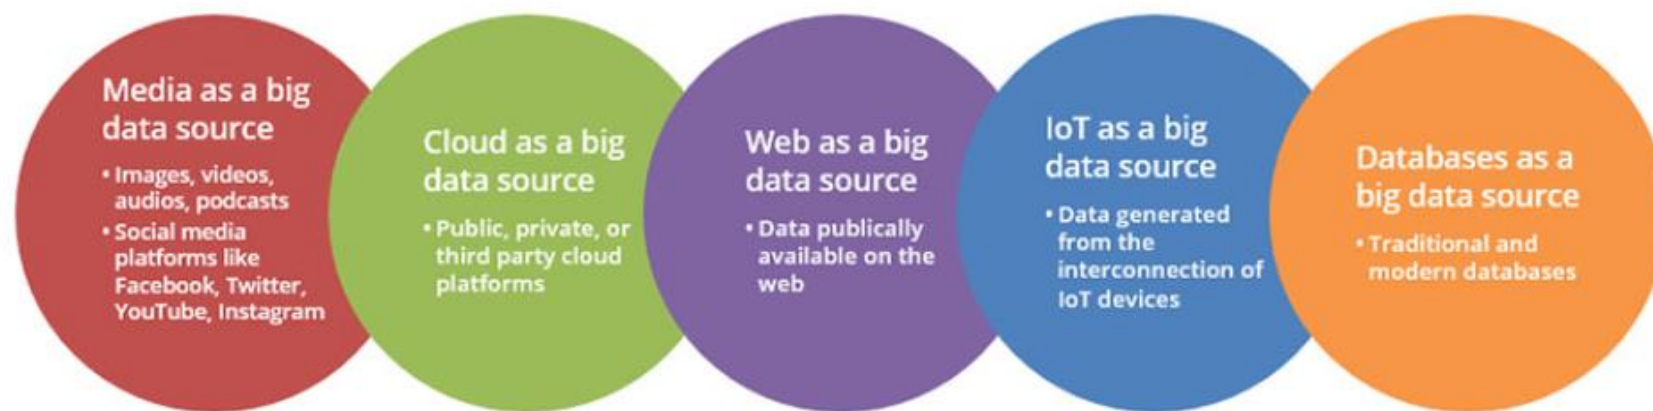 Media as a big
data source
• Images, videos,
audios, podcasts
• Social media
platforms like
Facebook, Twitter,
YouTube, Instagram
Cloud as a big
data source
• Public, private, or
third party cloud
platforms
Web as a big
data source
• Data publically
available on the
web
IoT as a big
data source
• Data generated
from the
interconnection of
IoT devices
Databases as a
big data source
• Traditional and
modern databases